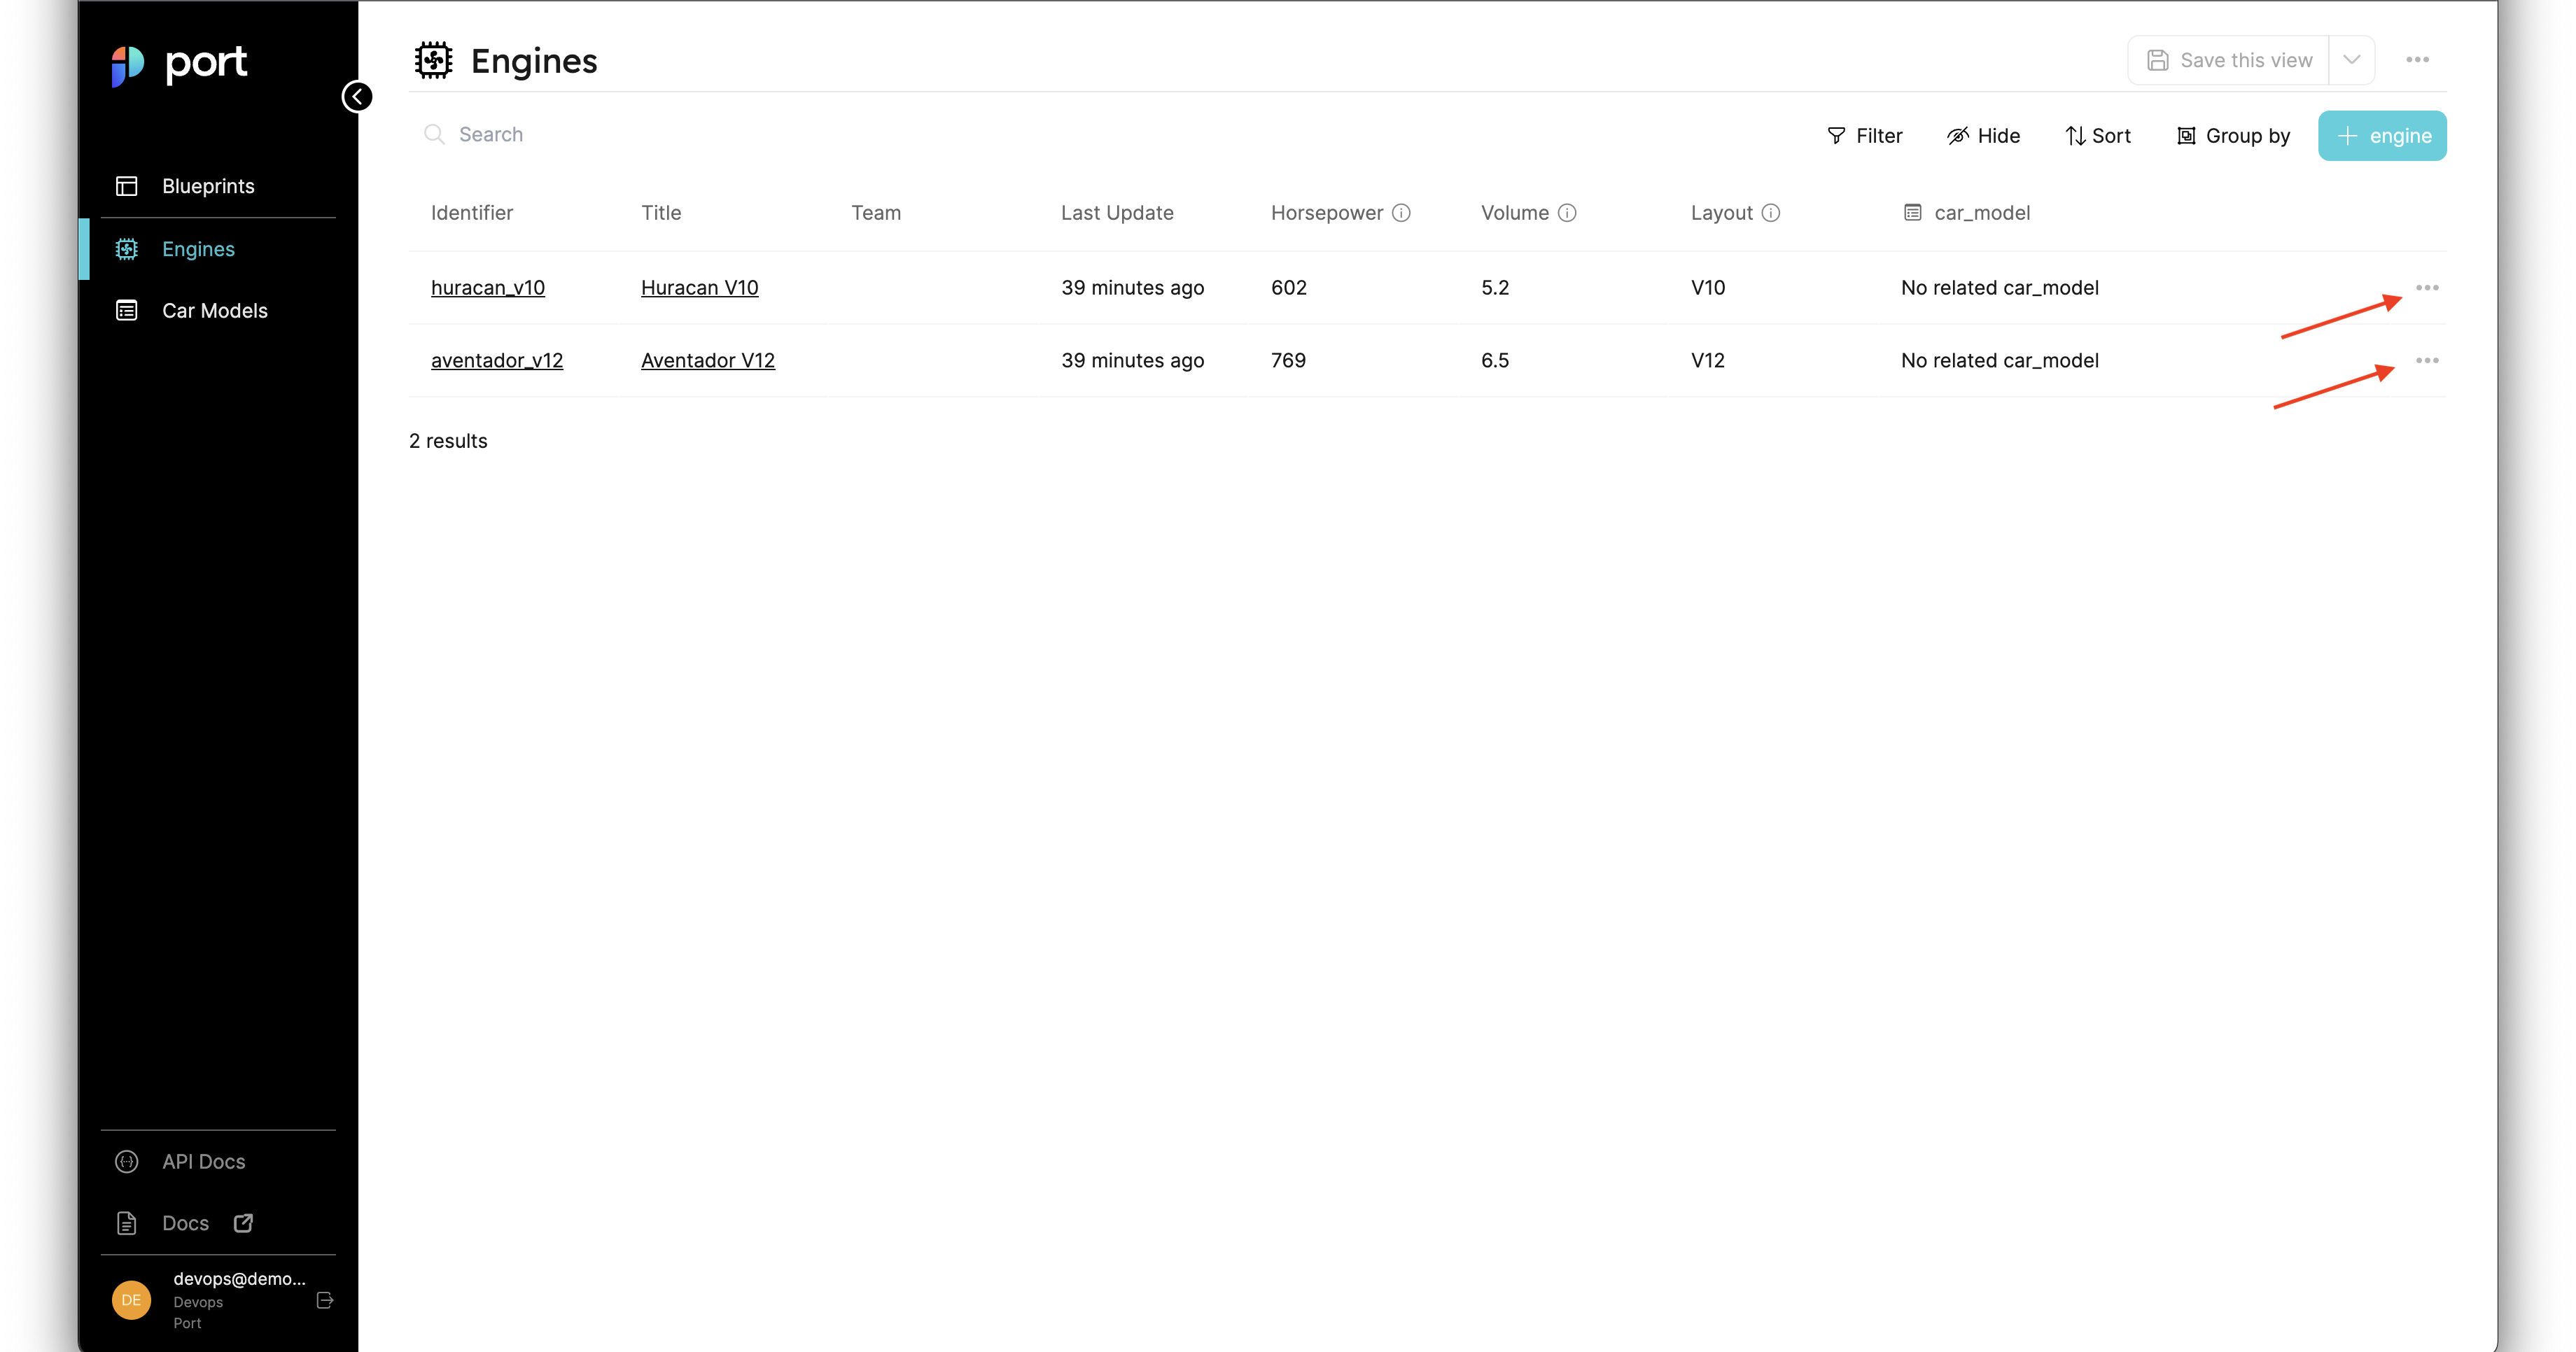 port
Blueprints
Engines
Car Models
API Docs
Docs
DE
devops@demo...
Devops
Port
Engines
Save this view
Search
Filter
Hide
Sort
Group by
engine
Identifier Title Team Last Update Horsepower Volume Layout car_model
huracan_v10 Huracan V10 39 minutes ago 602 5.2 V10 No related car_model
aventador_v12 Aventador V12 39 minutes ago 769 6.5 V12 No related car_model
2 results